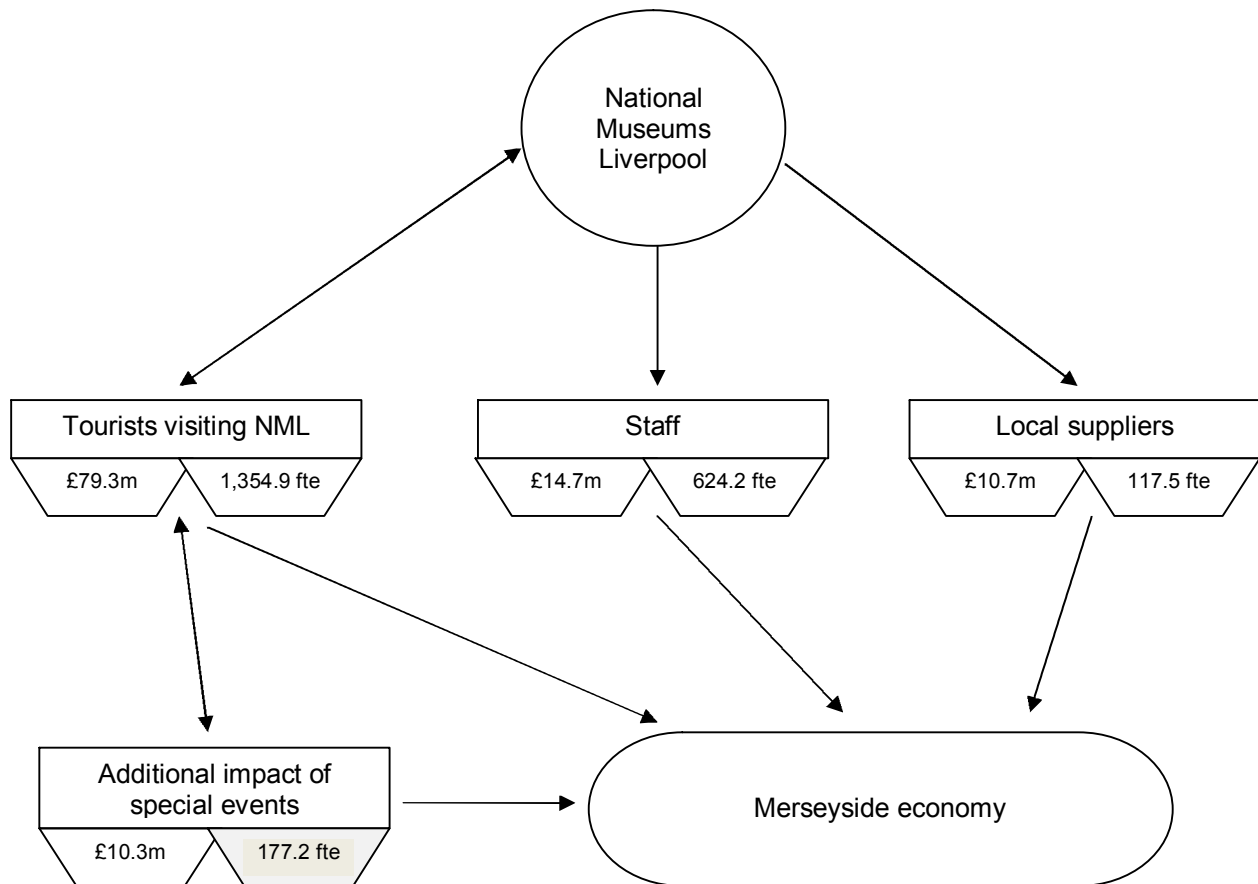 National
Museums
Liverpool
Tourists visiting NML
£79.3m
1,354.9 fte
Staff
£14.7m
624.2 fte
Local suppliers
£10.7m
117.5 fte
Additional impact of
special events
£10.3m
177.2 fte
Merseyside economy